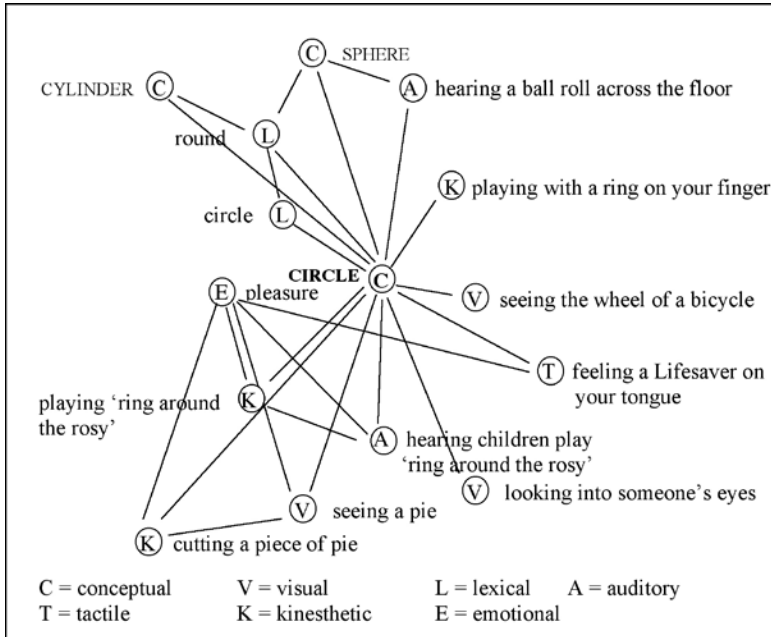 C SPHERE
CYLINDER C
A hearing a ball roll across the floor
round L
K playing with a ring on your finger
circle L
CIRCLE C
E pleasure
V seeing the wheel of a bicycle
T feeling a Lifesaver on
your tongue
playing ‘ring around
the rosy’
K
A hearing children play
‘ring around the rosy’
V looking into someone’s eyes
V seeing a pie
K cutting a piece of pie
C = conceptual V = visual L = lexical A = auditory
T = tactile K = kinesthetic E = emotional